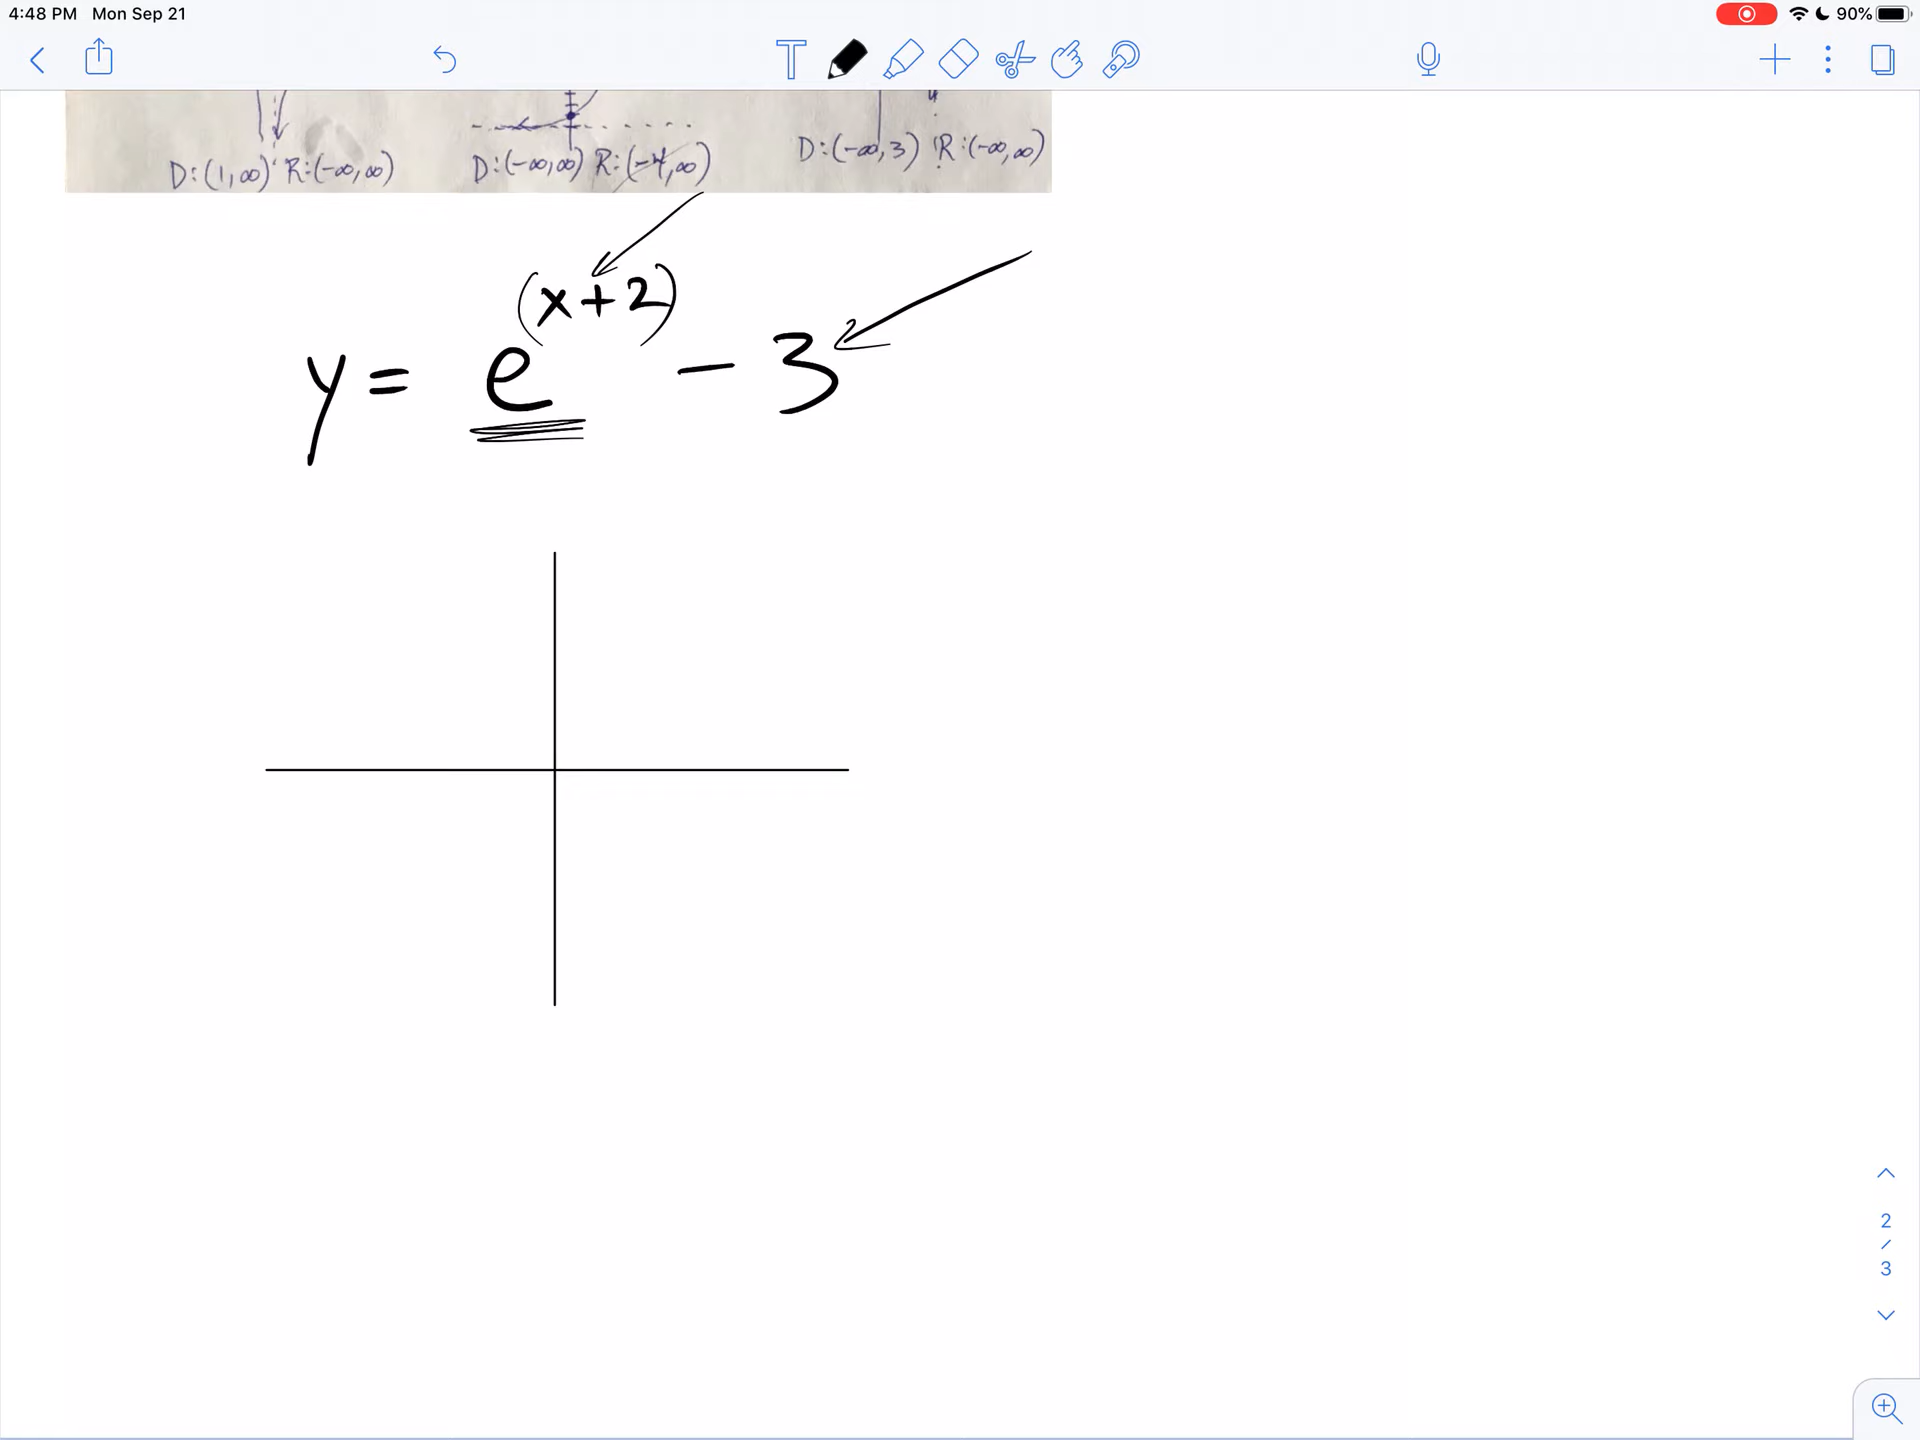 4:48 PM Mon Sep 21
90%
T
D:(1,∞) R:(-∞,∞)
D:(-∞,∞) R:(-4,∞)
D:(-∞,3) R:(-∞,∞)
y = e^(x+2) - 3
2
/
3